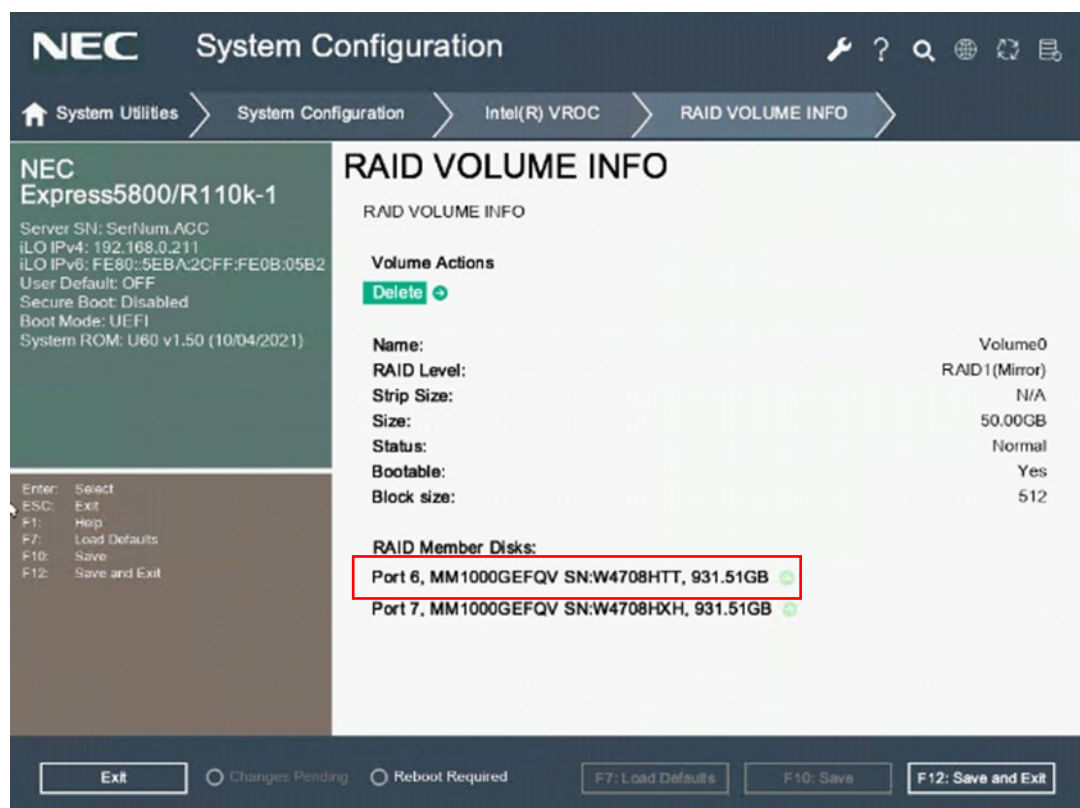 NEC System Configuration
System Utilities System Configuration Intel(R) VROC RAID VOLUME INFO
NEC
Express5800/R110k-1
Server SN: SerNum.ACC
iLO IPv4: 192.168.0.211
iLO IPv6: FE80::5EBA:2CFF:FE0B:05B2
User Default: OFF
Secure Boot: Disabled
Boot Mode: UEFI
System ROM: U60 v1.50 (10/04/2021)
Enter: Select
ESC: Exit
F1: Help
F7: Load Defaults
F10: Save
F12: Save and Exit
RAID VOLUME INFO
RAID VOLUME INFO
Volume Actions
Delete
Name: Volume0
RAID Level: RAID1(Mirror)
Strip Size: N/A
Size: 50.00GB
Status: Normal
Bootable: Yes
Block size: 512
RAID Member Disks:
Port 6, MM1000GEFQV SN:W4708HTT, 931.51GB
Port 7, MM1000GEFQV SN:W4708HXH, 931.51GB
Exit Changes Pending Reboot Required F7: Load Defaults F10: Save F12: Save and Exit